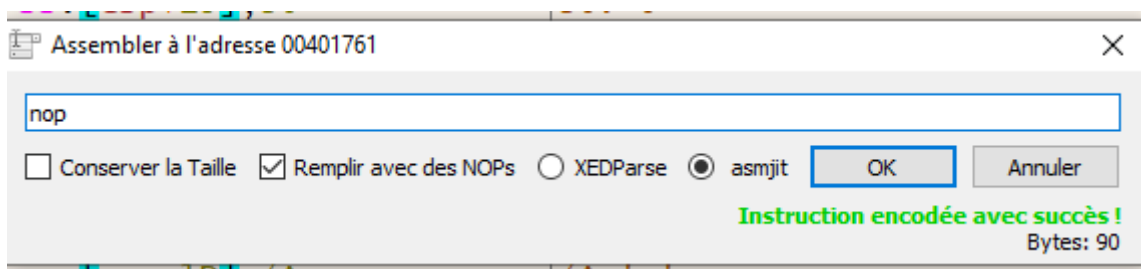 Assembler à l'adresse 00401761
nop
Conserver la Taille Remplir avec des NOPs XEDParse asmjit OK Annuler
Instruction encodée avec succès !
Bytes: 90